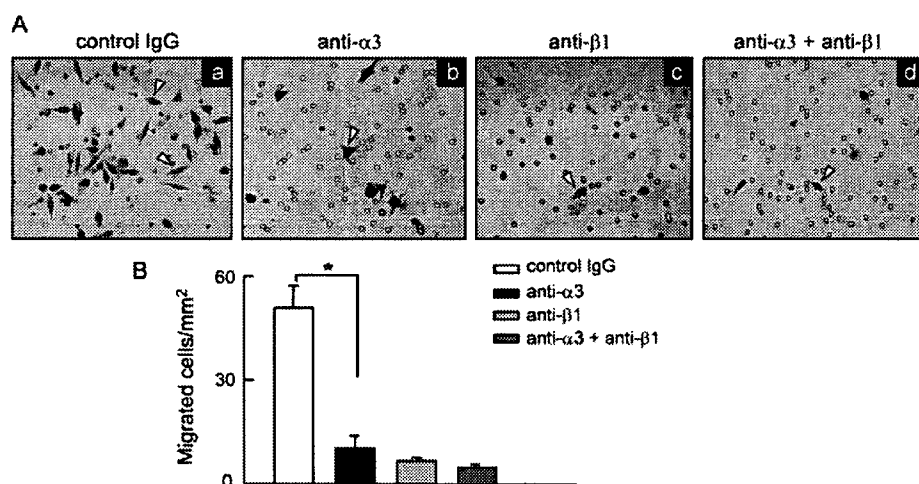 A
control IgG anti-α3 anti-β1 anti-α3 + anti-β1
a b c d
B
60
30
0
Migrated cells/mm²
*
control IgG
anti-α3
anti-β1
anti-α3 + anti-β1